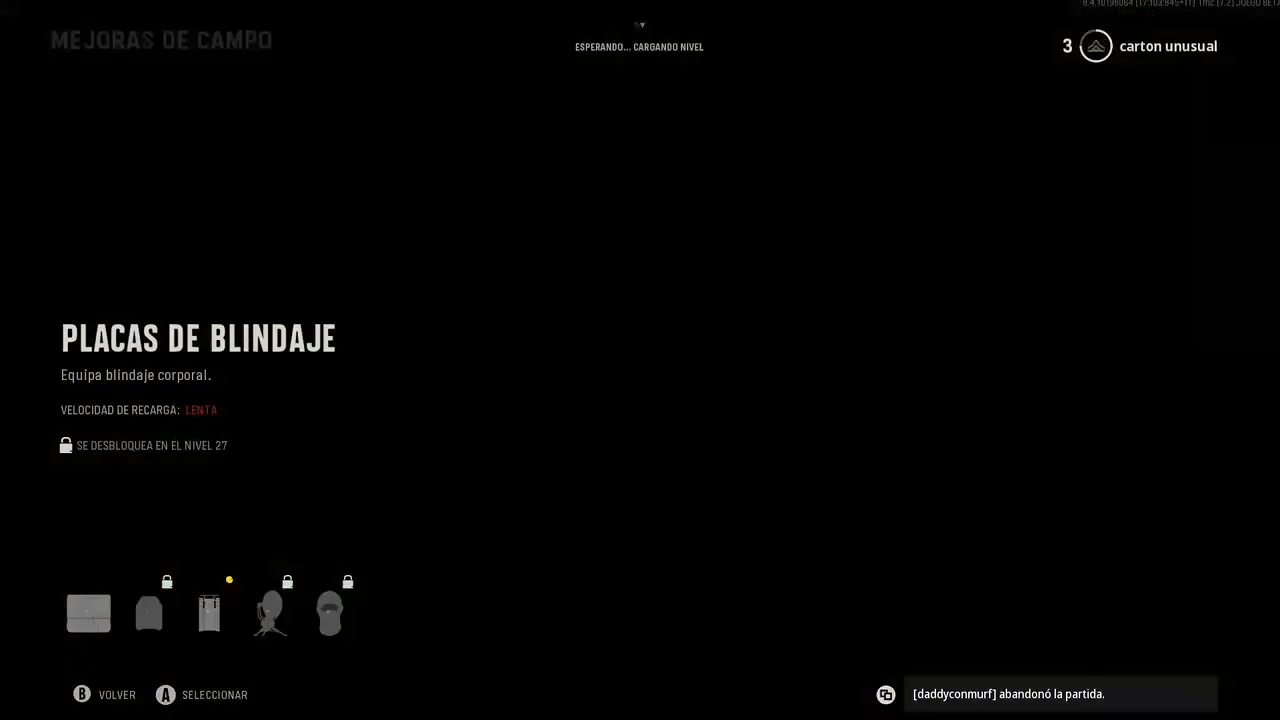 MEJORAS DE CAMPO
ESPERANDO... CARGANDO NIVEL
3 carton unusual
PLACAS DE BLINDAJE
Equipa blindaje corporal.
VELOCIDAD DE RECARGA: LENTA
SE DESBLOQUEA EN EL NIVEL 27
B VOLVER A SELECCIONAR
[daddyconmurf] abandonó la partida.